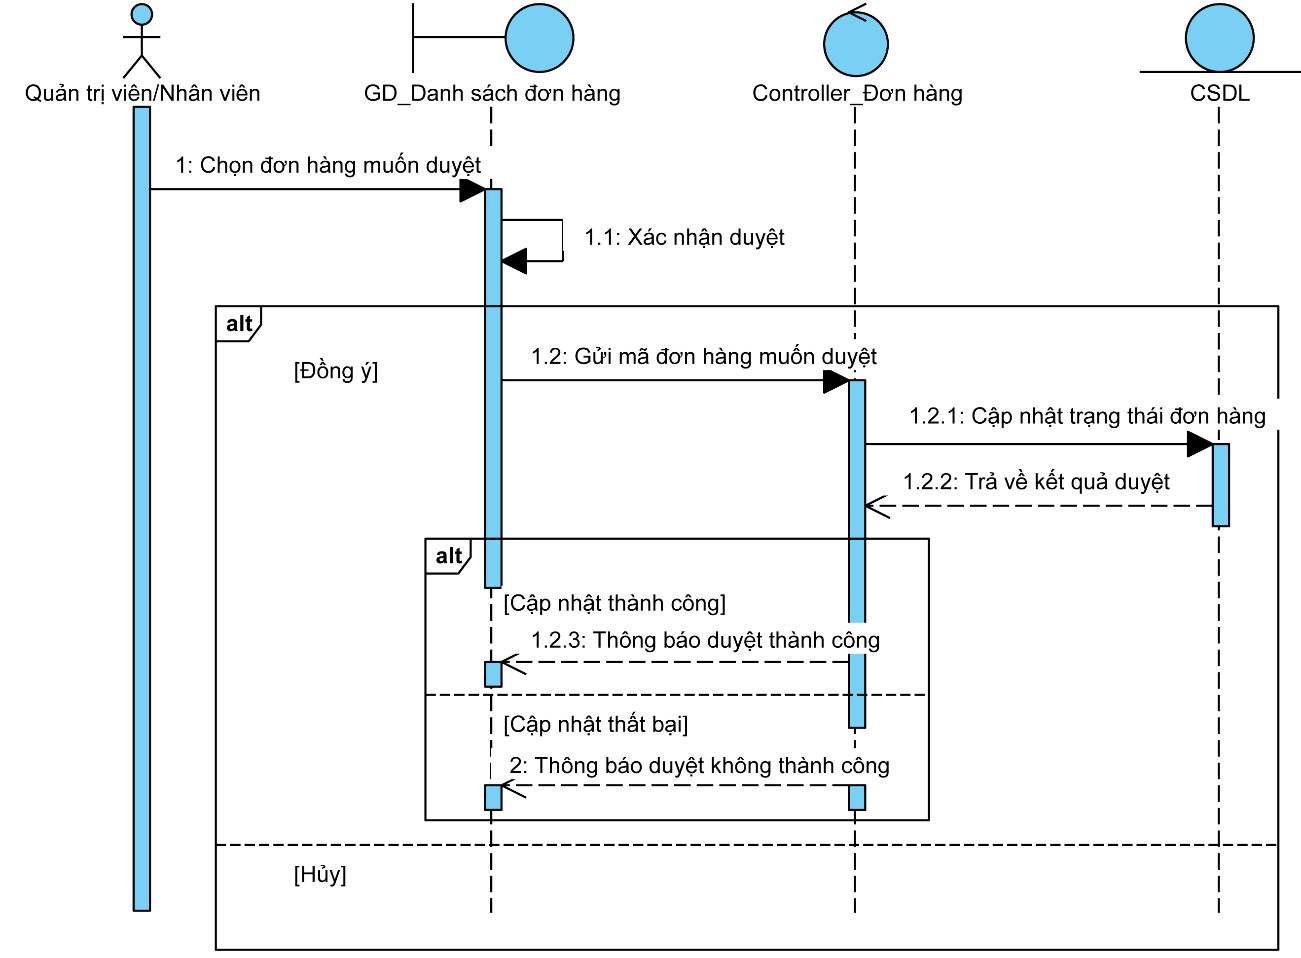 Quản trị viên/Nhân viên
GD_Danh sách đơn hàng
Controller_Đơn hàng
CSDL
1: Chọn đơn hàng muốn duyệt
1.1: Xác nhận duyệt
alt
[Đồng ý]
1.2: Gửi mã đơn hàng muốn duyệt
1.2.1: Cập nhật trạng thái đơn hàng
1.2.2: Trả về kết quả duyệt
alt
[Cập nhật thành công]
1.2.3: Thông báo duyệt thành công
[Cập nhật thất bại]
2: Thông báo duyệt không thành công
[Hủy]